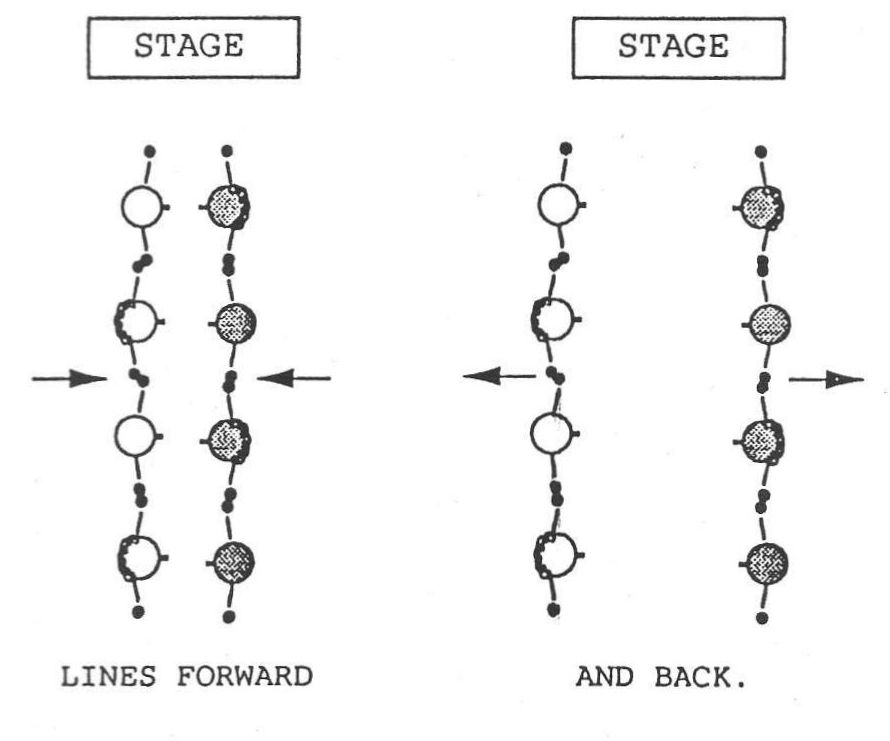 STAGE
STAGE
LINES FORWARD
AND BACK.